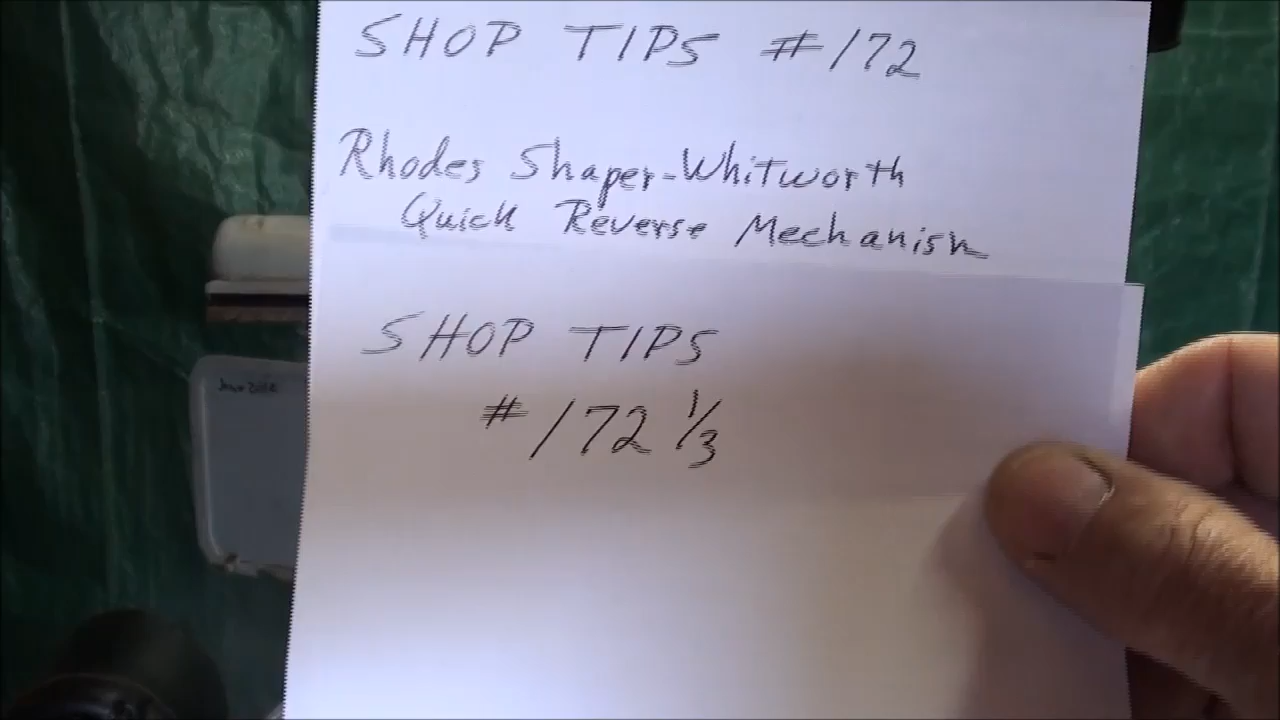 SHOP TIPS #172
Rhodes Shaper-Whitworth
Quick Reverse Mechanism
SHOP TIPS
#172 1/3